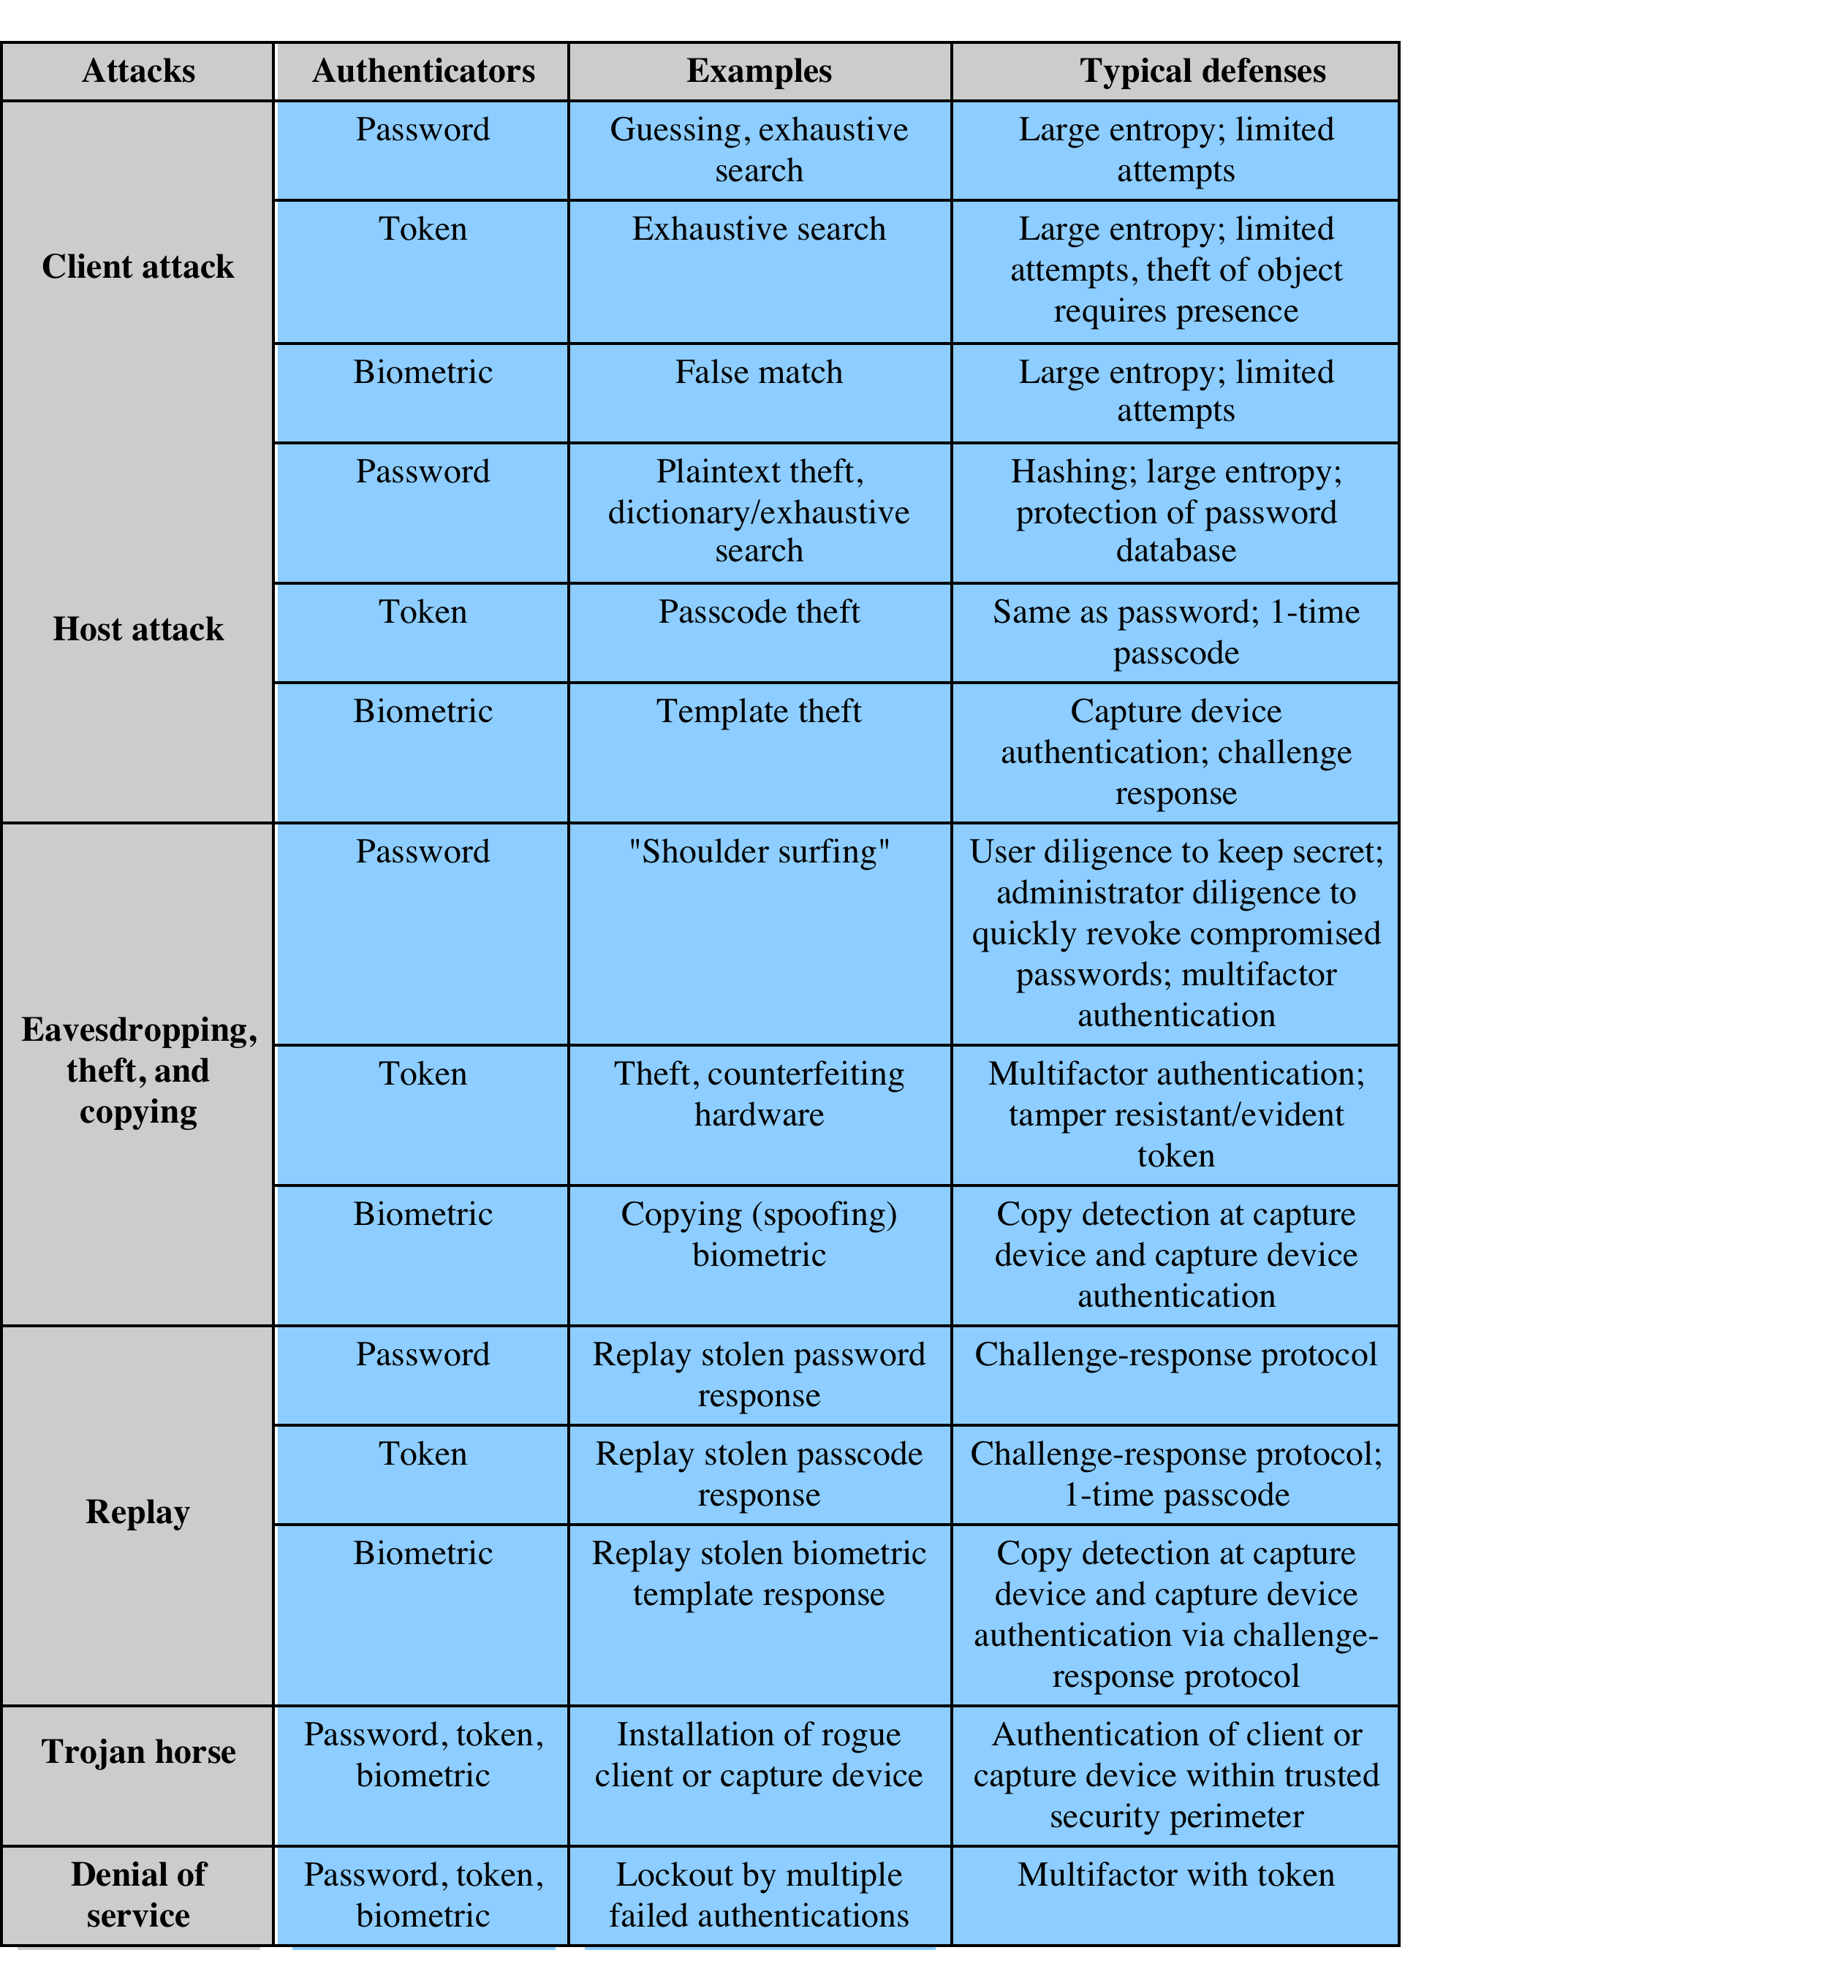 Attacks
Authenticators
Examples
Typical defenses
Client attack
Password
Guessing, exhaustive
search
Large entropy; limited
attempts
Token
Exhaustive search
Large entropy; limited
attempts, theft of object
requires presence
Biometric
False match
Large entropy; limited
attempts
Host attack
Password
Plaintext theft,
dictionary/exhaustive
search
Hashing; large entropy;
protection of password
database
Token
Passcode theft
Same as password; 1-time
passcode
Biometric
Template theft
Capture device
authentication; challenge
response
Eavesdropping,
theft, and
copying
Password
"Shoulder surfing"
User diligence to keep secret;
administrator diligence to
quickly revoke compromised
passwords; multifactor
authentication
Token
Theft, counterfeiting
hardware
Multifactor authentication;
tamper resistant/evident
token
Biometric
Copying (spoofing)
biometric
Copy detection at capture
device and capture device
authentication
Replay
Password
Replay stolen password
response
Challenge-response protocol
Token
Replay stolen passcode
response
Challenge-response protocol;
1-time passcode
Biometric
Replay stolen biometric
template response
Copy detection at capture
device and capture device
authentication via challenge-
response protocol
Trojan horse
Password, token,
biometric
Installation of rogue
client or capture device
Authentication of client or
capture device within trusted
security perimeter
Denial of
service
Password, token,
biometric
Lockout by multiple
failed authentications
Multifactor with token